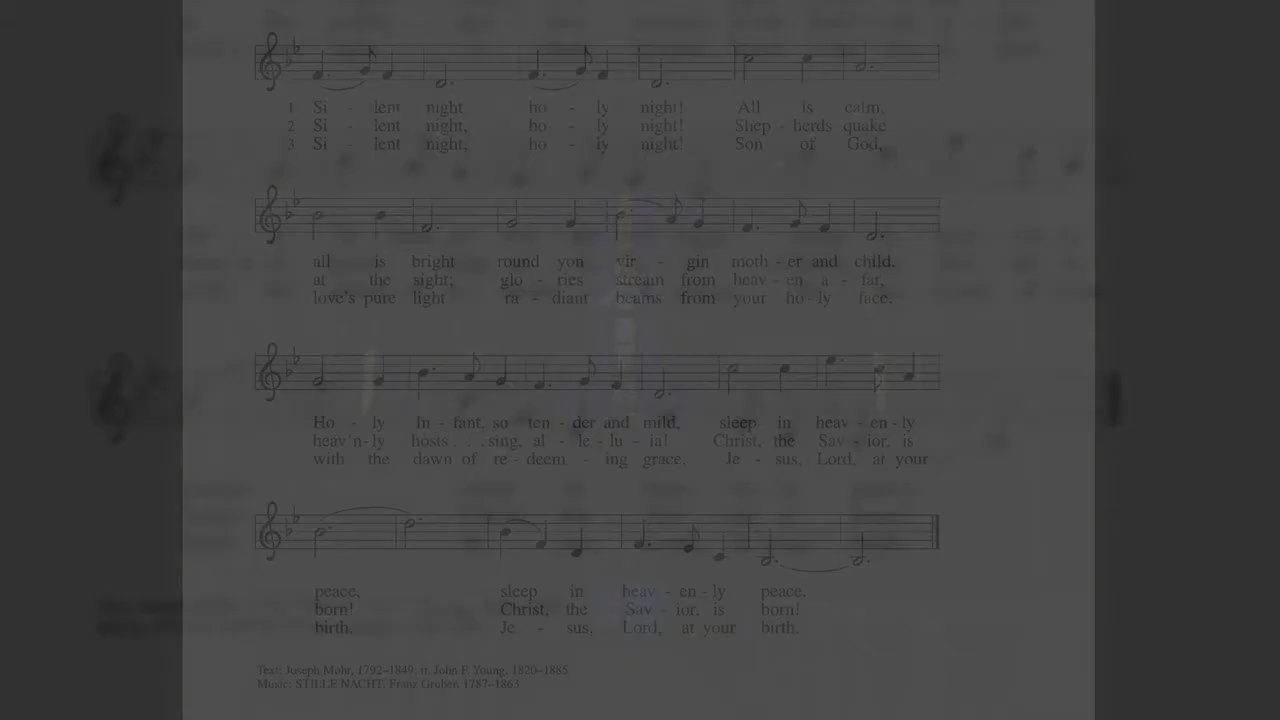 1 Si - lent night ho - ly night! All is calm,
2 Si - lent night, ho - ly night! Shep - herds quake
3 Si - lent night, ho - ly night! Son of God,
all is bright round yon vir - gin moth - er and child.
at the sight; glo - ries stream from heav - en a - far,
love's pure light ra - diant beams from your ho - ly face,
Ho - ly In - fant, so ten - der and mild, sleep in heav - en - ly
heav'n - ly hosts . . . sing, al - le - lu - ia! Christ, the Sav - ior, is
with the dawn of re - deem - ing grace, Je - sus, Lord, at your
peace, sleep in heav - en - ly peace.
born! Christ, the Sav - ior, is born!
birth, Je - sus, Lord, at your birth.
Text: Joseph Mohr, 1792–1849, tr. John F. Young, 1820–1885
Music: STILLE NACHT, Franz Gruber, 1787–1863